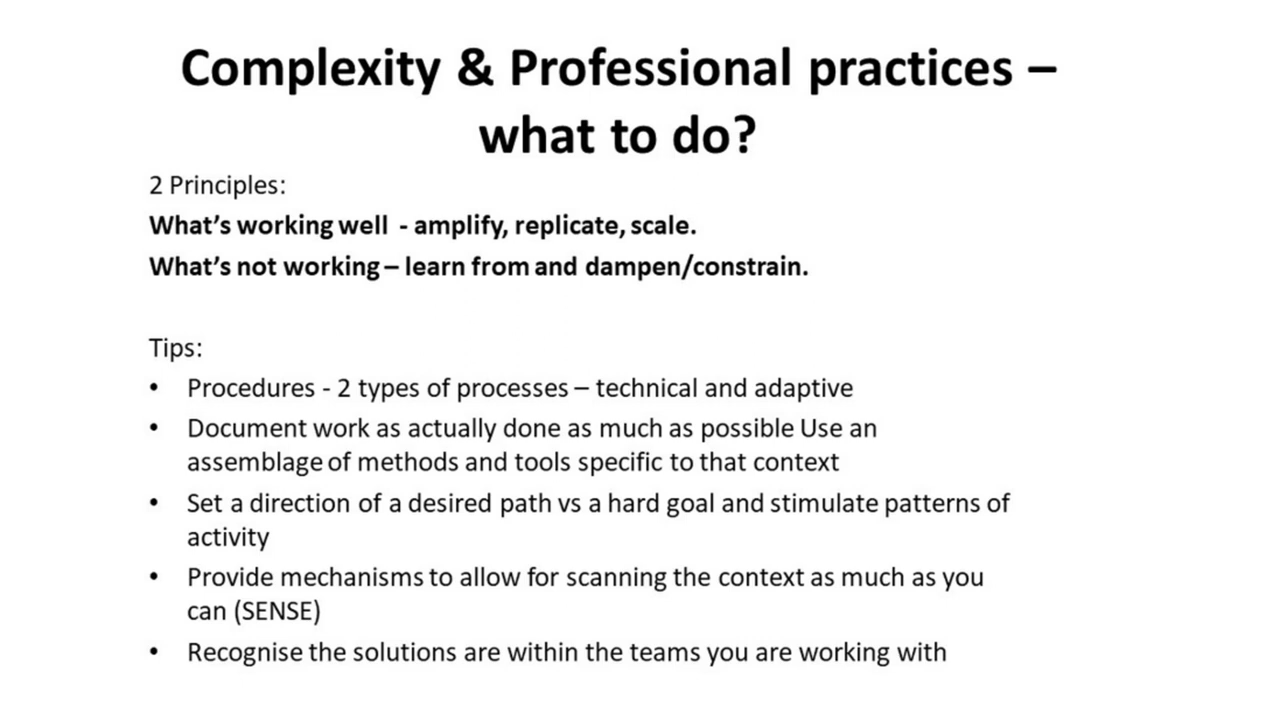 Complexity & Professional practices –
what to do?
2 Principles:
What's working well - amplify, replicate, scale.
What's not working – learn from and dampen/constrain.
Tips:
• Procedures - 2 types of processes – technical and adaptive
• Document work as actually done as much as possible Use an
assemblage of methods and tools specific to that context
• Set a direction of a desired path vs a hard goal and stimulate patterns of
activity
• Provide mechanisms to allow for scanning the context as much as you
can (SENSE)
• Recognise the solutions are within the teams you are working with